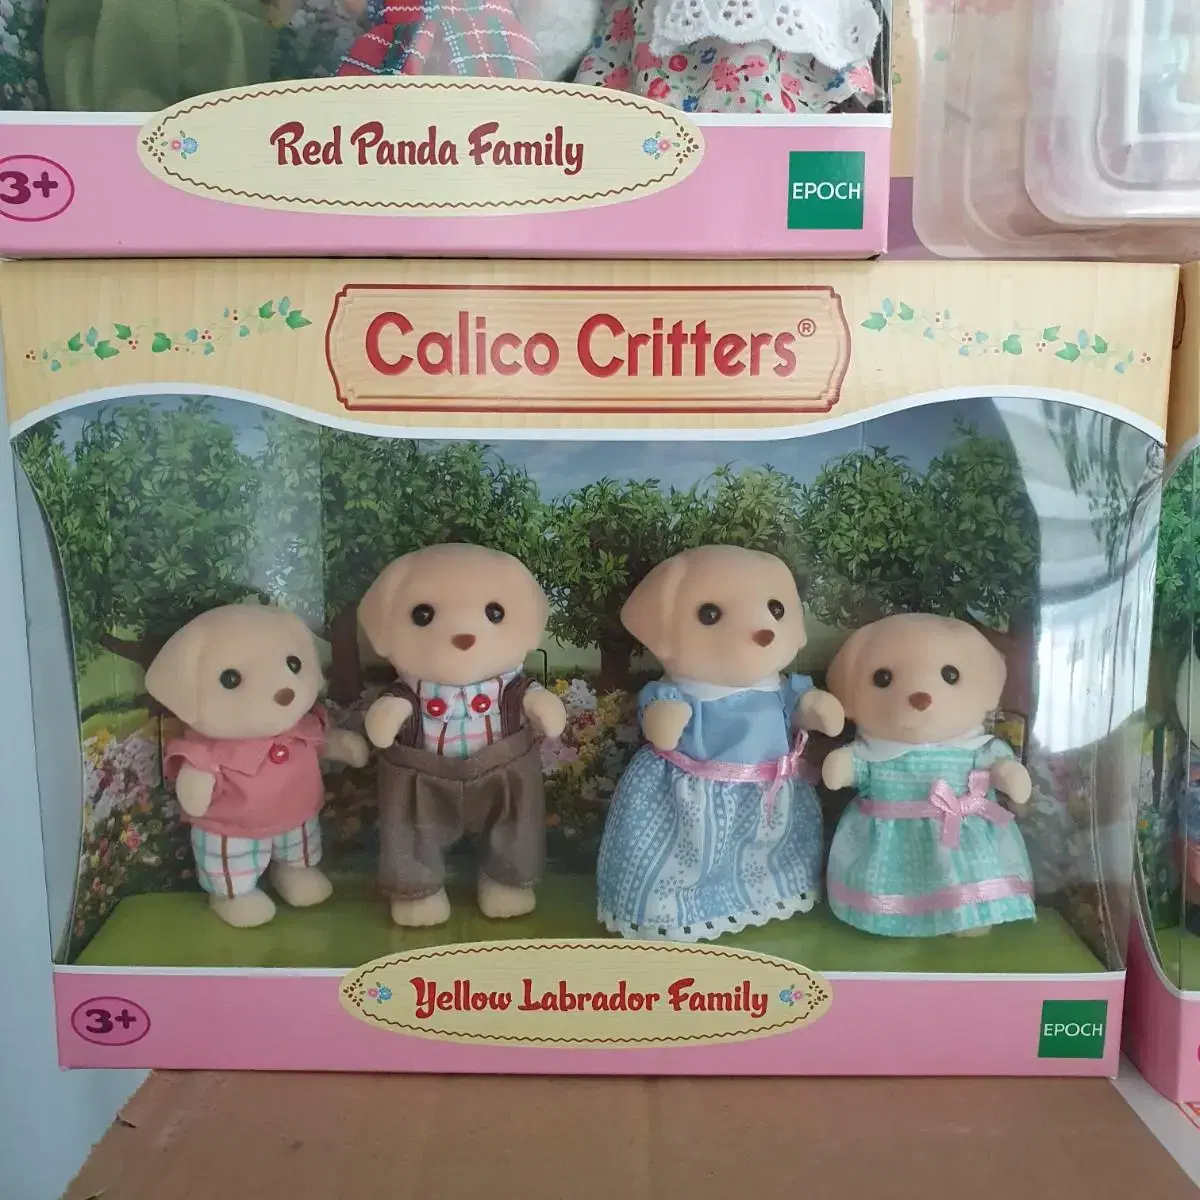 Red Panda Family
3+
EPOCH
Calico Critters®
Yellow Labrador Family
3+
EPOCH